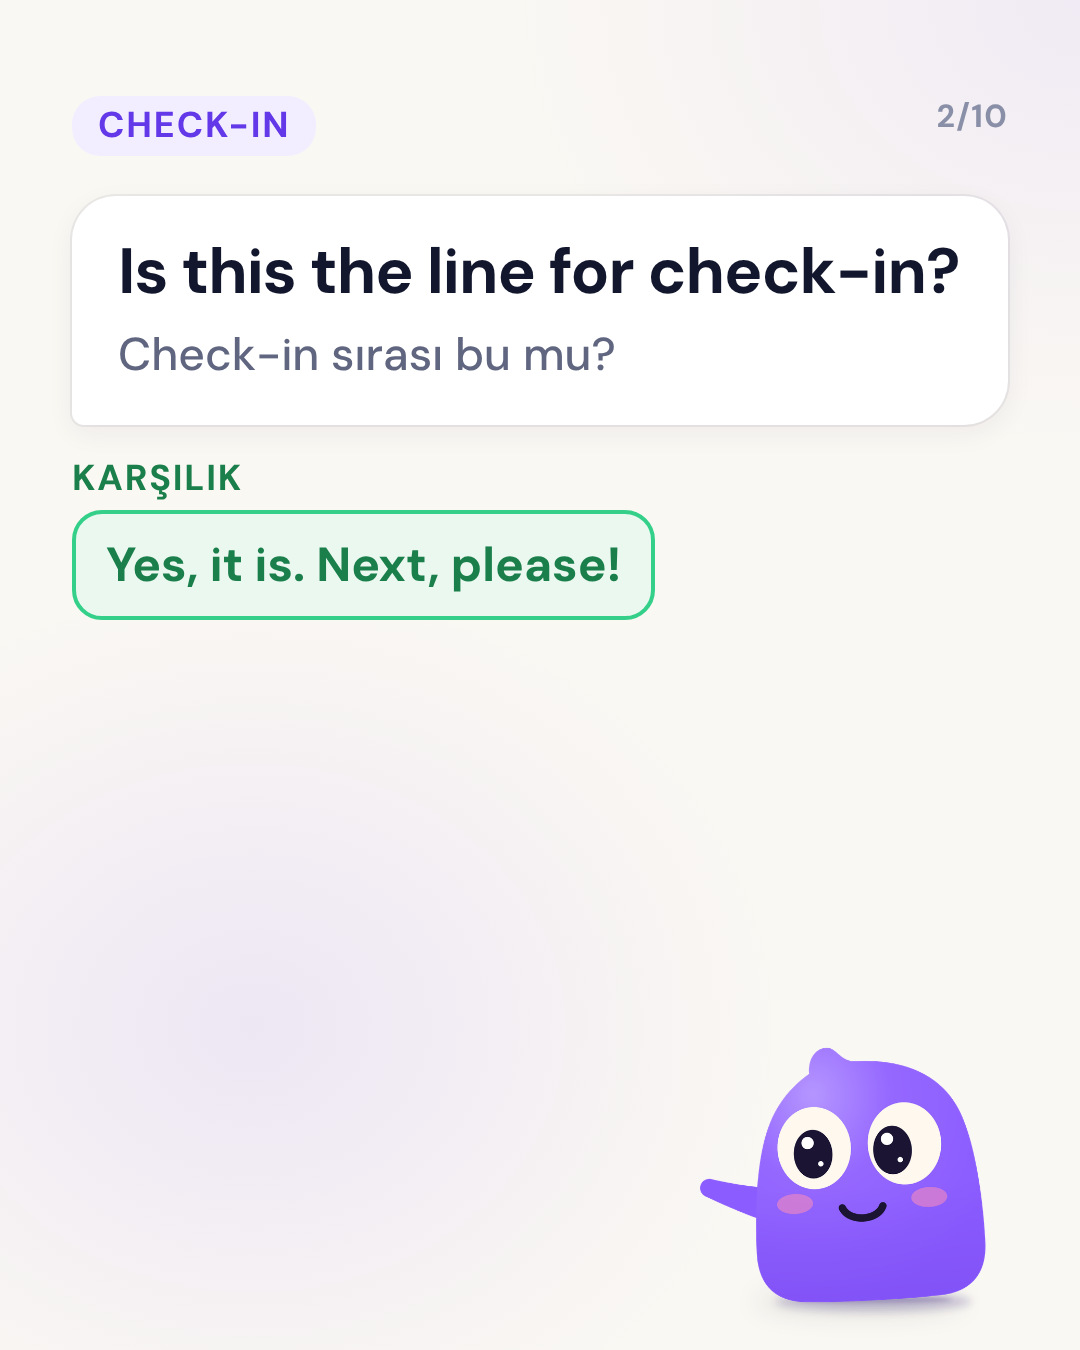 CHECK-IN
2/10
Is this the line for check-in?
Check-in sırası bu mu?
KARŞILIK
Yes, it is. Next, please!